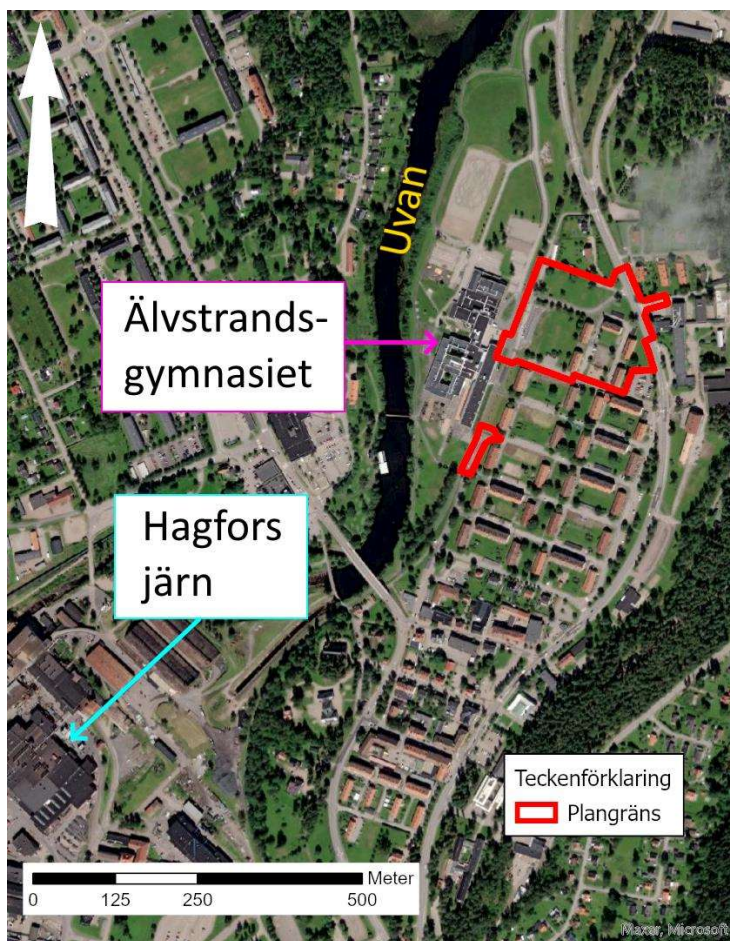 Uvan
Älvstrands-
gymnasiet
Hagfors
järn
Teckenförklaring
Plangräns
Meter
0 125 250 500
Maxar, Microsoft